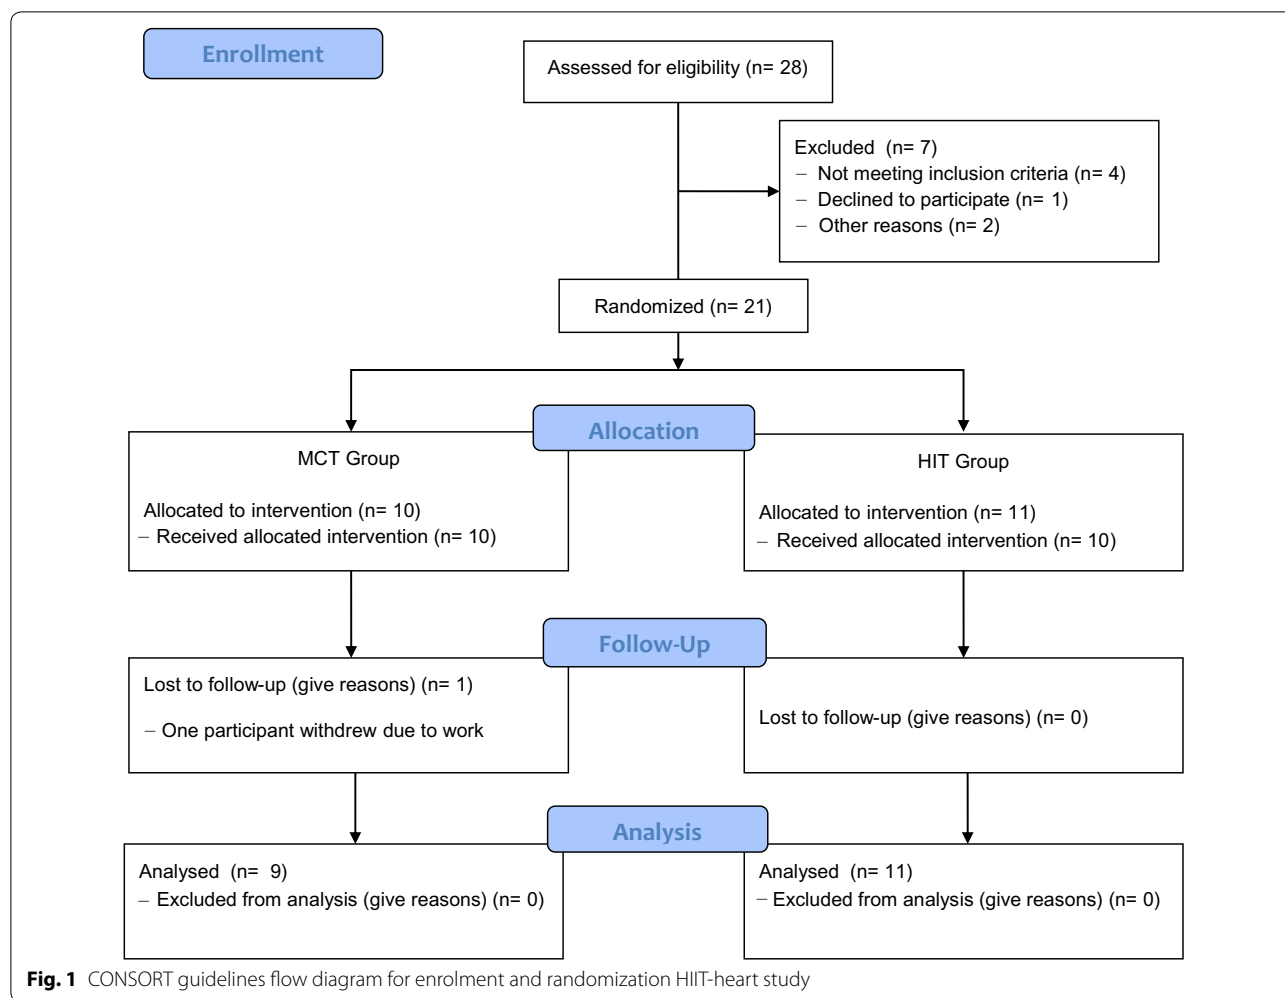 Enrollment
Assessed for eligibility (n= 28)
Excluded (n= 7)
– Not meeting inclusion criteria (n= 4)
– Declined to participate (n= 1)
– Other reasons (n= 2)
Randomized (n= 21)
Allocation
MCT Group
Allocated to intervention (n= 10)
– Received allocated intervention (n= 10)
HIT Group
Allocated to intervention (n= 11)
– Received allocated intervention (n= 10)
Follow-Up
Lost to follow-up (give reasons) (n= 1)
– One participant withdrew due to work
Lost to follow-up (give reasons) (n= 0)
Analysis
Analysed (n= 9)
– Excluded from analysis (give reasons) (n= 0)
Analysed (n= 11)
– Excluded from analysis (give reasons) (n= 0)
Fig. 1 CONSORT guidelines flow diagram for enrolment and randomization HIIT-heart study